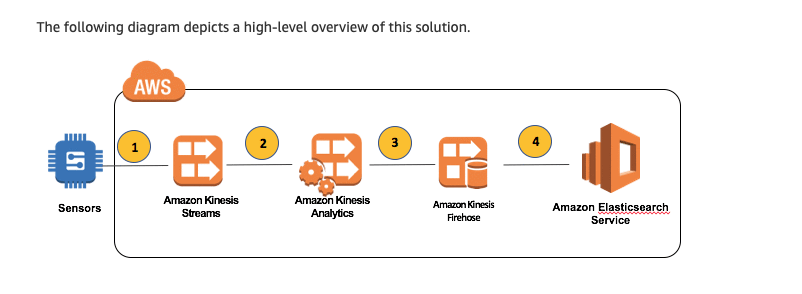 The following diagram depicts a high-level overview of this solution.
AWS
1
2
3
4
Sensors
Amazon Kinesis
Streams
Amazon Kinesis
Analytics
Amazon Kinesis
Firehose
Amazon Elasticsearch
Service